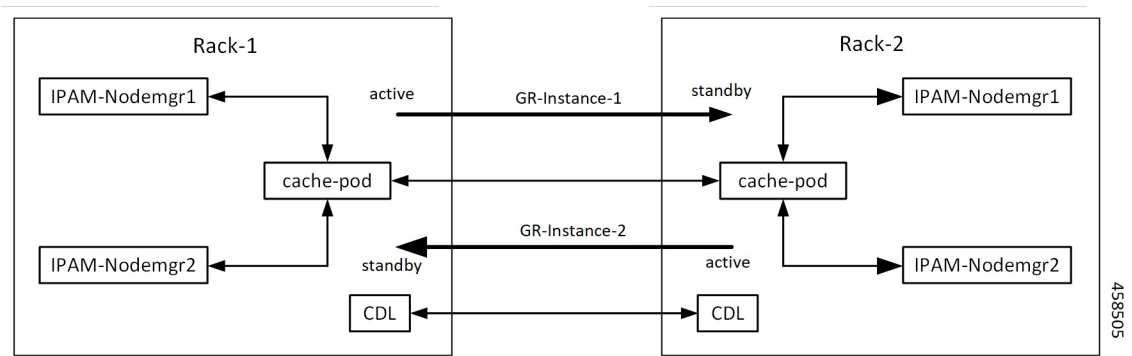 Rack-1
Rack-2
IPAM-Nodemgr1
active
GR-Instance-1
standby
IPAM-Nodemgr1
cache-pod
cache-pod
GR-Instance-2
IPAM-Nodemgr2
standby
active
IPAM-Nodemgr2
CDL
CDL
458505